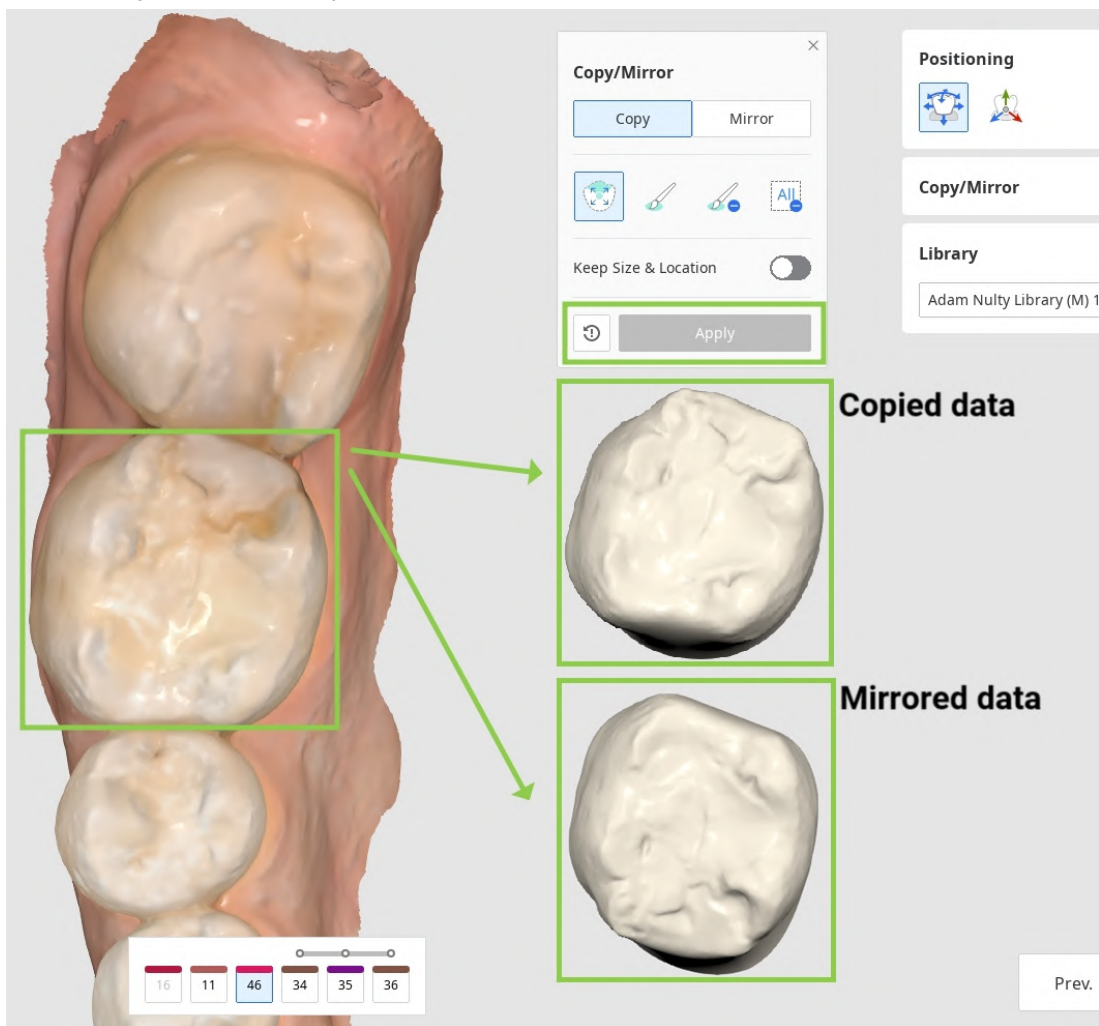 Copy/Mirror
Copy
Mirror
All
Keep Size & Location
Apply
Positioning
Copy/Mirror
Library
Adam Nulty Library (M) 1
Copied data
Mirrored data
16
11
46
34
35
36
Prev.